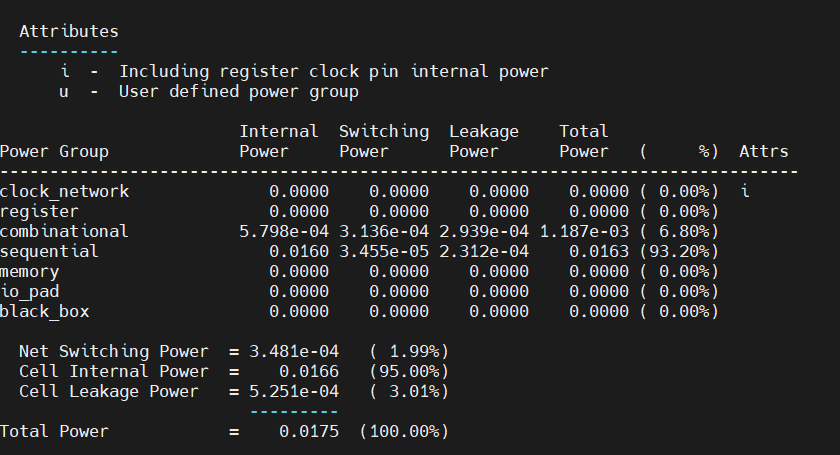 Attributes
----------
i - Including register clock pin internal power
u - User defined power group
Internal Switching Leakage Total
Power Group Power Power Power Power ( %) Attrs
--------------------------------------------------------------------------------
clock_network 0.0000 0.0000 0.0000 0.0000 ( 0.00%) i
register 0.0000 0.0000 0.0000 0.0000 ( 0.00%)
combinational 5.798e-04 3.136e-04 2.939e-04 1.187e-03 ( 6.80%)
sequential 0.0160 3.455e-05 2.312e-04 0.0163 (93.20%)
memory 0.0000 0.0000 0.0000 0.0000 ( 0.00%)
io_pad 0.0000 0.0000 0.0000 0.0000 ( 0.00%)
black_box 0.0000 0.0000 0.0000 0.0000 ( 0.00%)
Net Switching Power = 3.481e-04 ( 1.99%)
Cell Internal Power = 0.0166 (95.00%)
Cell Leakage Power = 5.251e-04 ( 3.01%)
---------
Total Power = 0.0175 (100.00%)